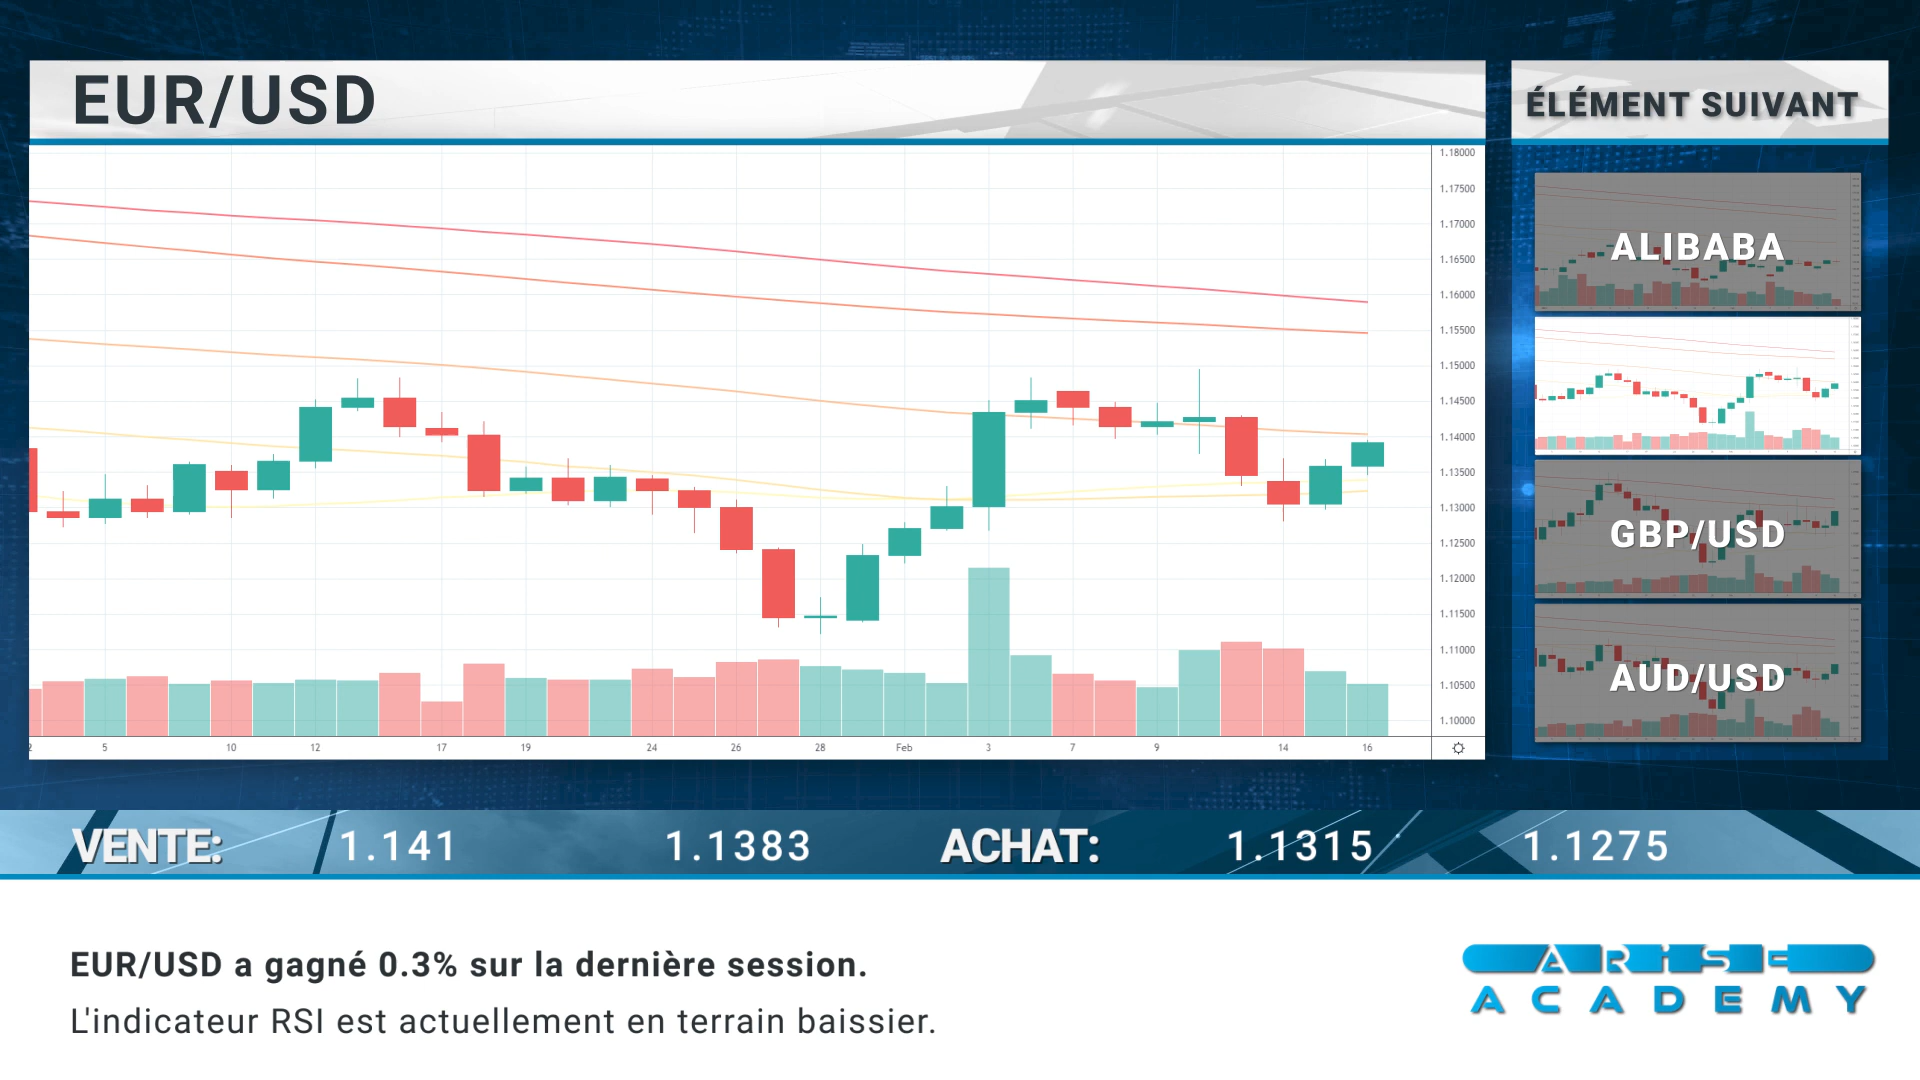 EUR/USD
ÉLÉMENT SUIVANT
1.18000
1.17500
1.17000
1.16500
1.16000
1.15500
1.15000
1.14500
1.14000
1.13500
1.13000
1.12500
1.12000
1.11500
1.11000
1.10500
1.10000
2 5 10 12 17 19 24 26 28 Feb 3 7 9 14 16
ALIBABA
GBP/USD
AUD/USD
VENTE: 1.141 1.1383 ACHAT: 1.1315 1.1275
EUR/USD a gagné 0.3% sur la dernière session.
L'indicateur RSI est actuellement en terrain baissier.
ARISE
ACADEMY